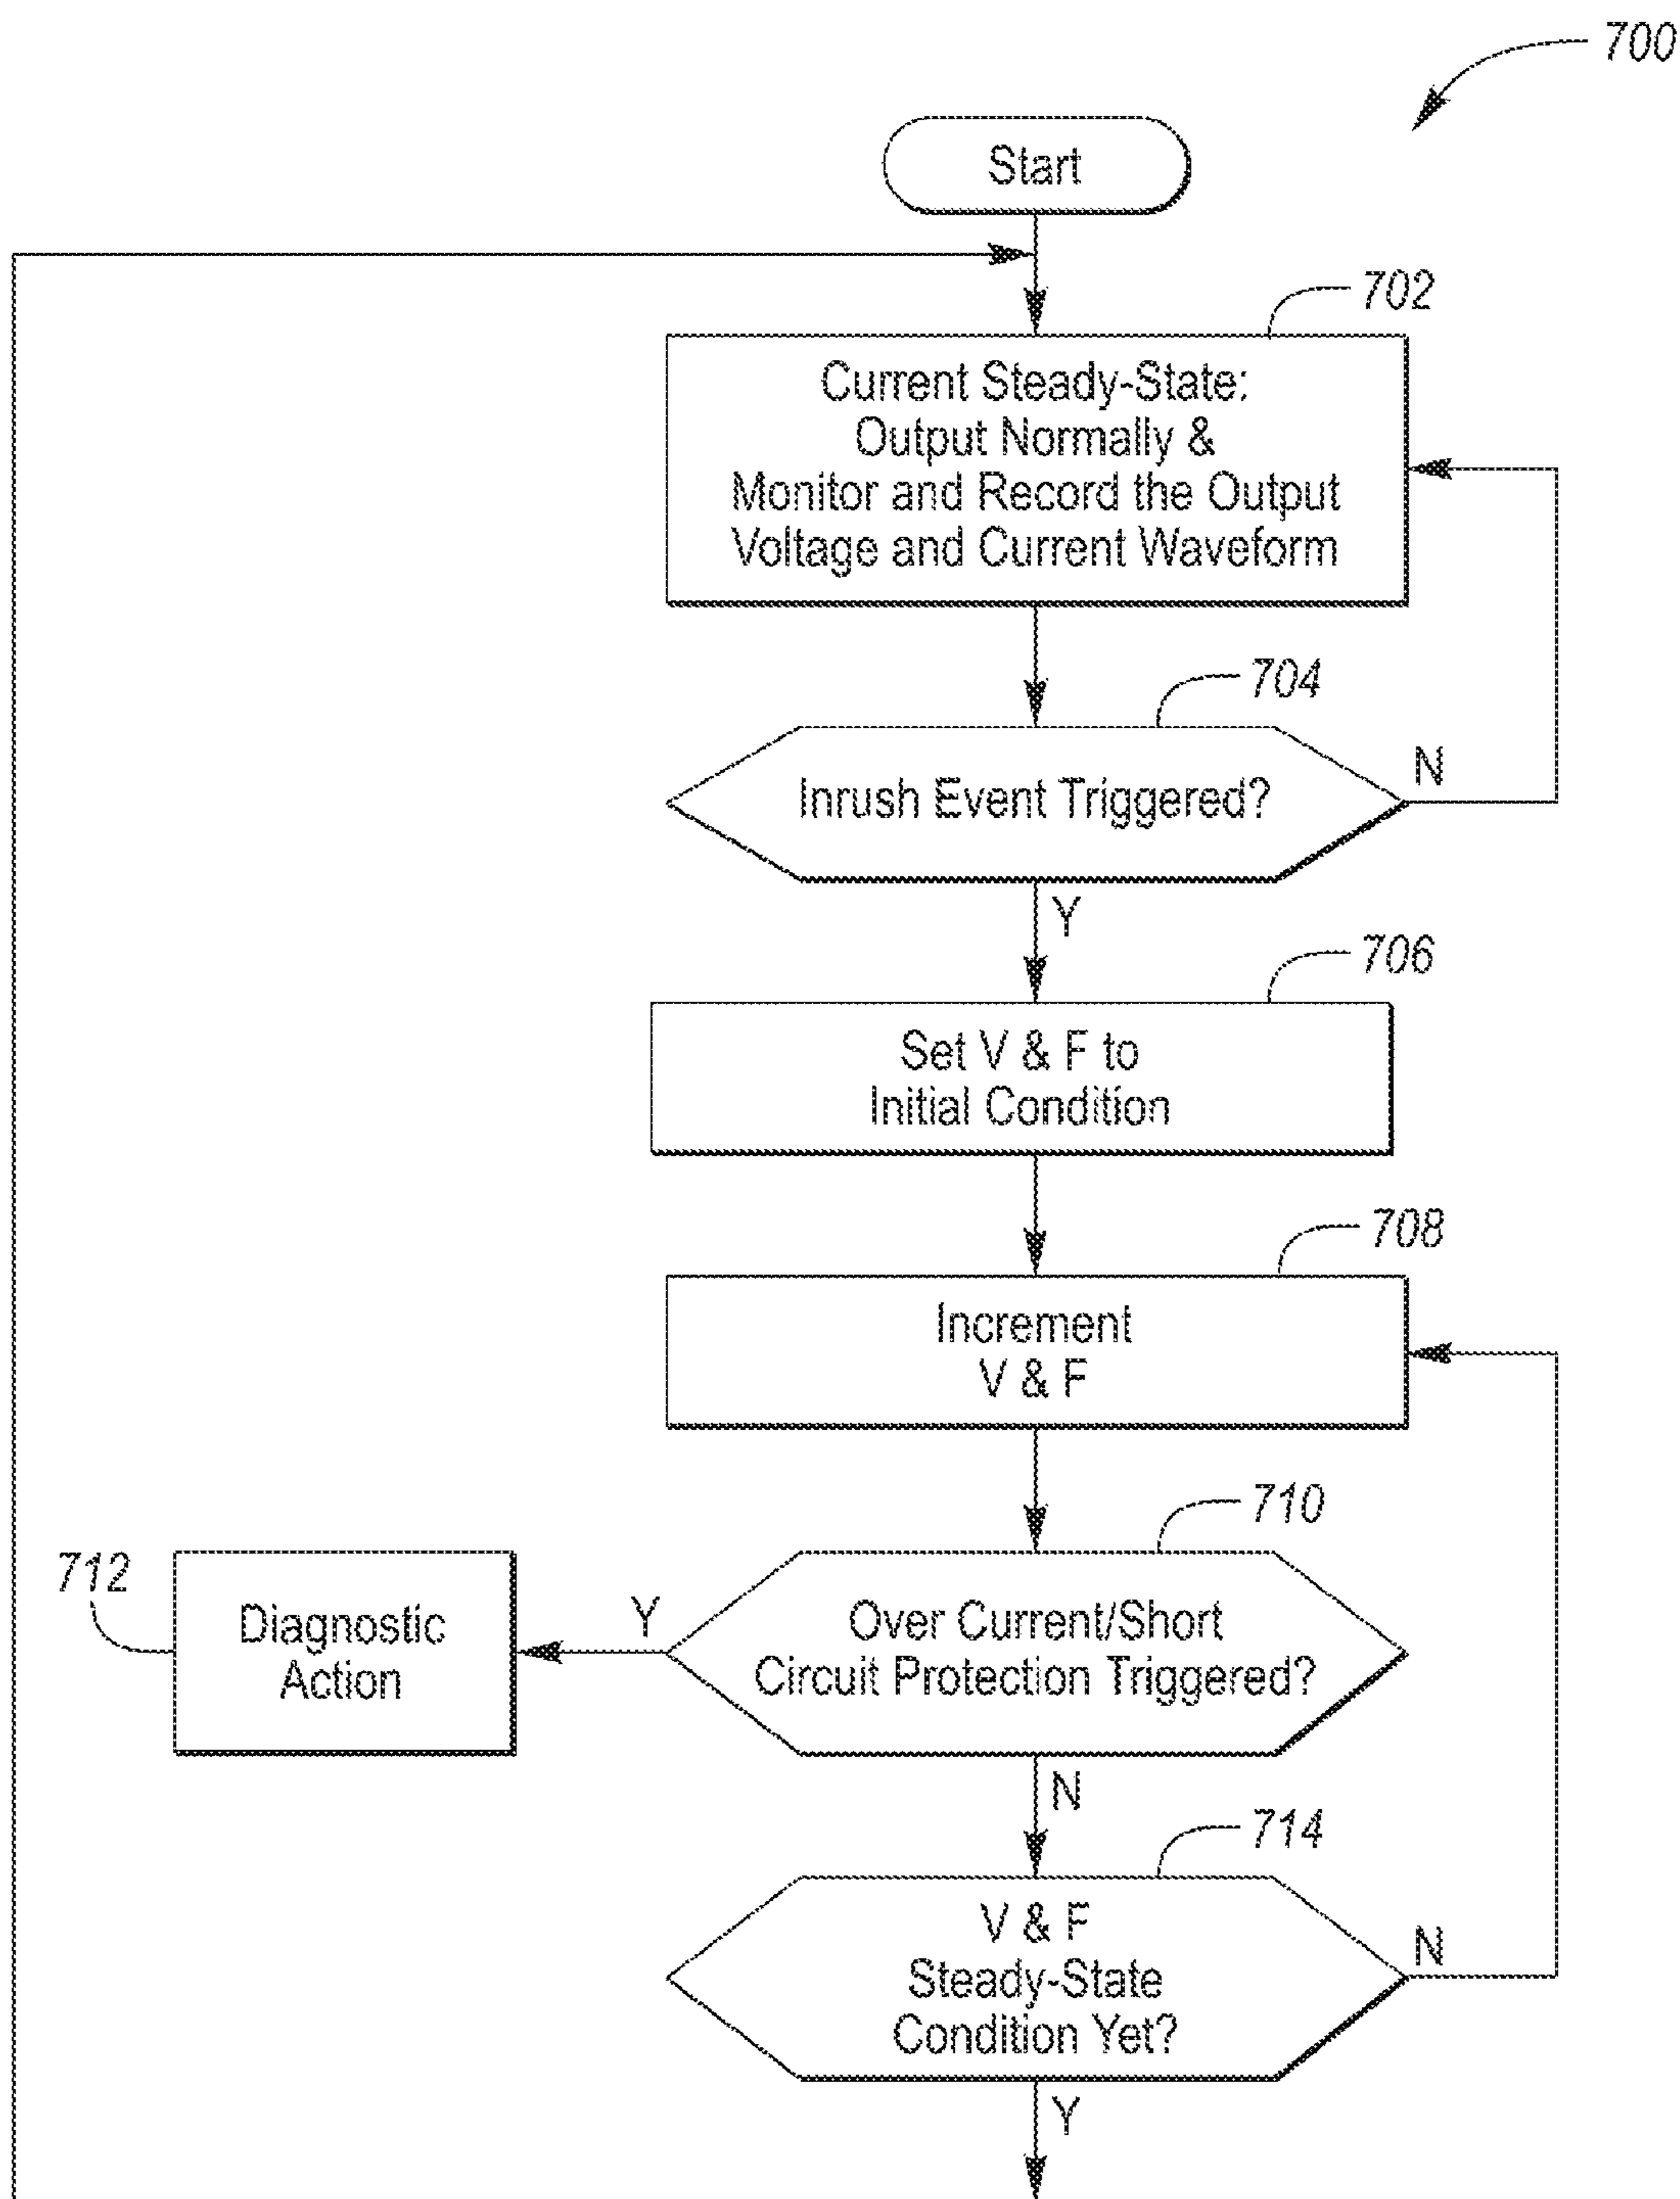 700
Start
702
Current Steady-State:
Output Normally &
Monitor and Record the Output
Voltage and Current Waveform
704
Inrush Event Triggered?
N
Y
706
Set V & F to
Initial Condition
708
Increment
V & F
710
712
Diagnostic
Action
Y
Over Current/Short
Circuit Protection Triggered?
N
714
V & F
Steady-State
Condition Yet?
N
Y